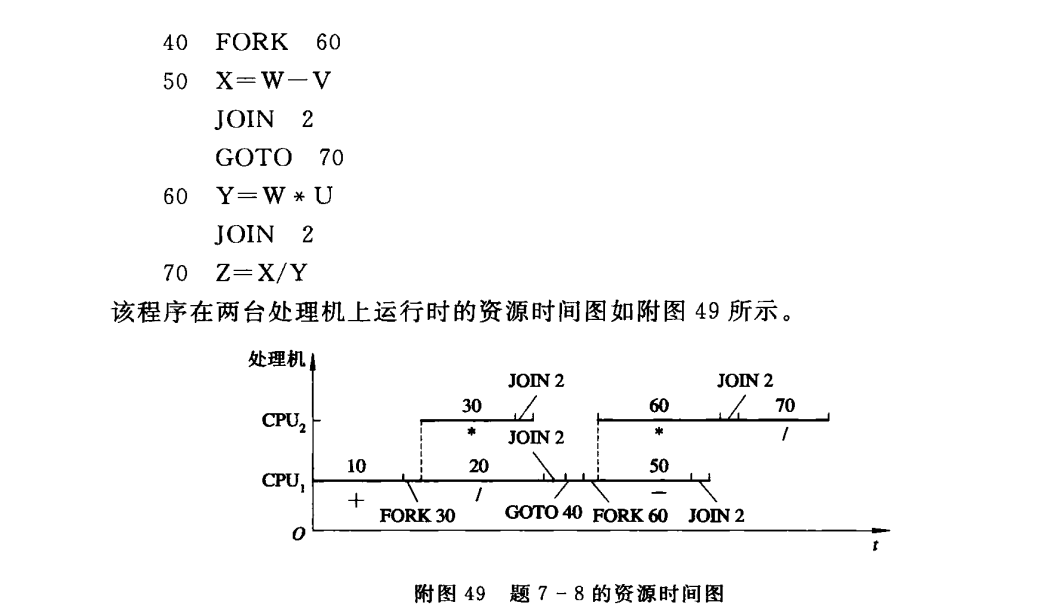 40 FORK 60
50 X=W-V
JOIN 2
GOTO 70
60 Y=W*U
JOIN 2
70 Z=X/Y
该程序在两台处理机上运行时的资源时间图如附图 49 所示。
处理机
JOIN 2 JOIN 2
30 60 70
CPU₂
* JOIN 2 * /
10 20 50
CPU₁
+ / −
FORK 30 GOTO 40 FORK 60 JOIN 2
O
t
附图 49 题 7-8 的资源时间图